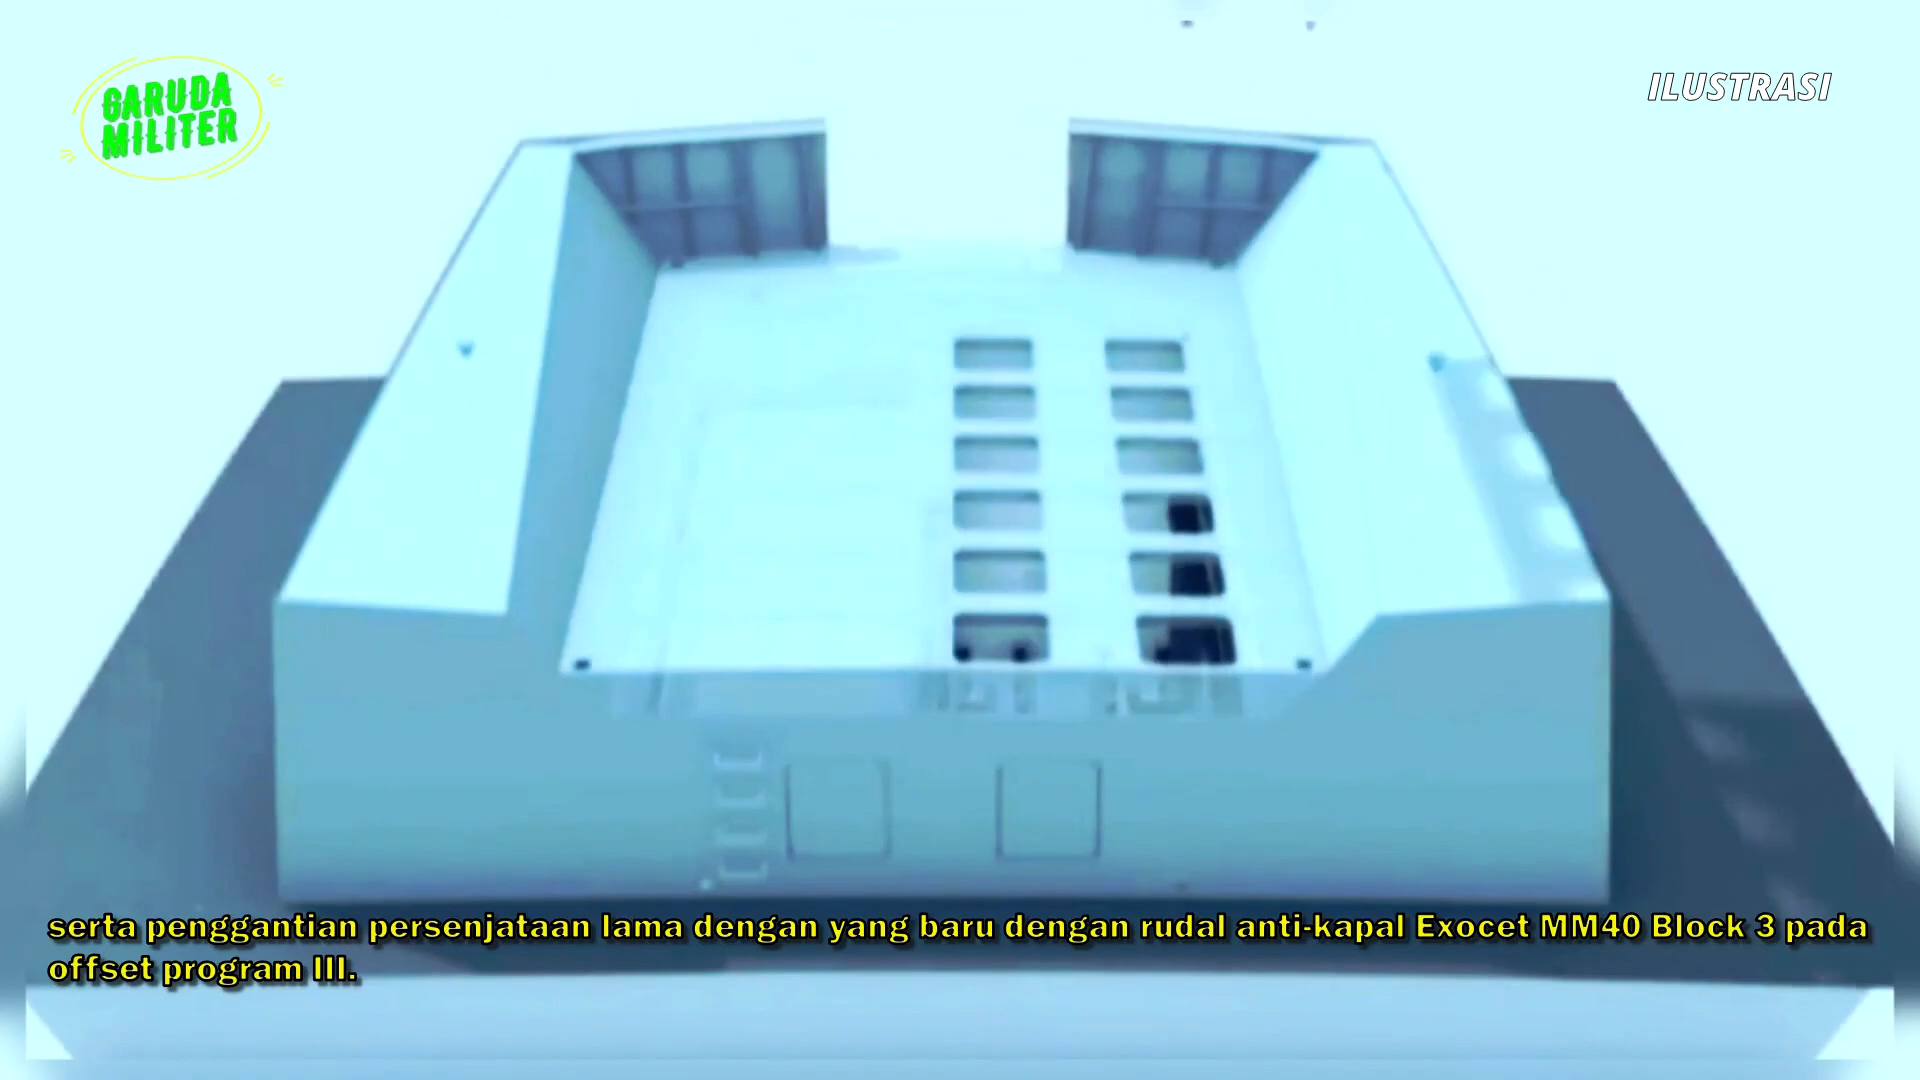 GARUDA
MILITER
ILUSTRASI
serta penggantian persenjataan lama dengan yang baru dengan rudal anti-kapal Exocet MM40 Block 3 pada
offset program III.